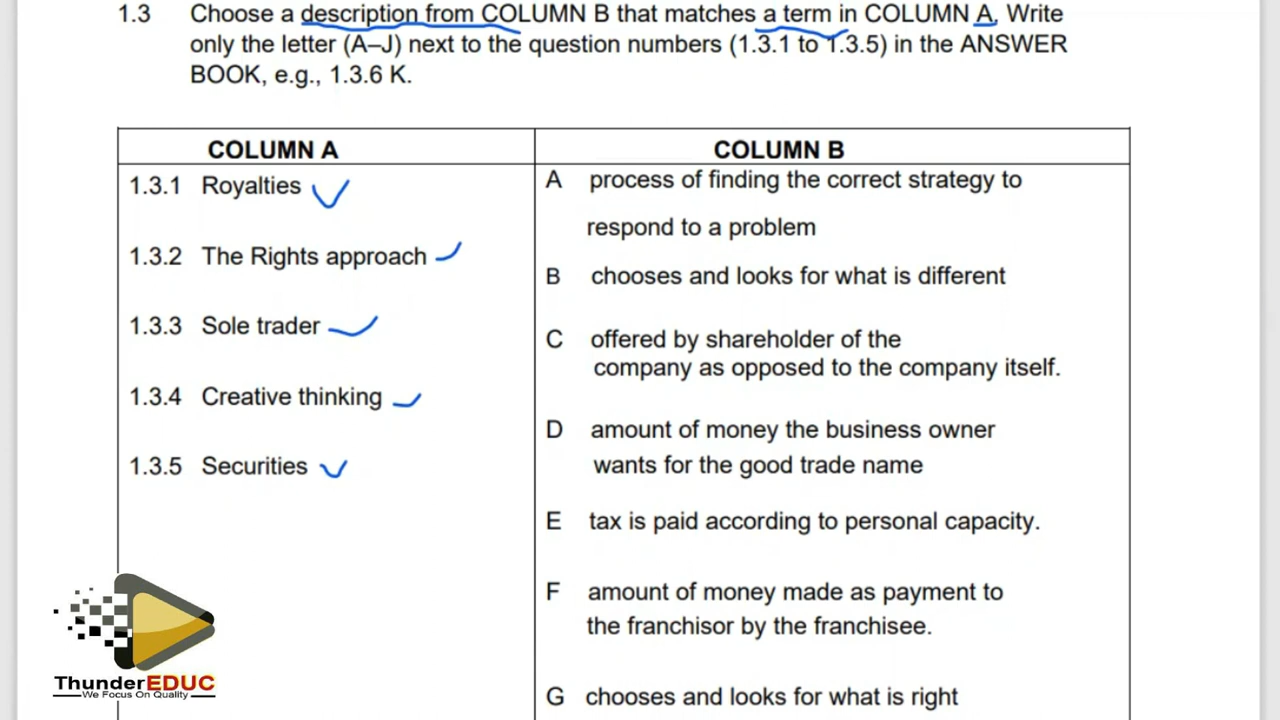 1.3 Choose a description from COLUMN B that matches a term in COLUMN A. Write
only the letter (A–J) next to the question numbers (1.3.1 to 1.3.5) in the ANSWER
BOOK, e.g., 1.3.6 K.
COLUMN A
1.3.1 Royalties
1.3.2 The Rights approach
1.3.3 Sole trader
1.3.4 Creative thinking
1.3.5 Securities
COLUMN B
A process of finding the correct strategy to
respond to a problem
B chooses and looks for what is different
C offered by shareholder of the
company as opposed to the company itself.
D amount of money the business owner
wants for the good trade name
E tax is paid according to personal capacity.
F amount of money made as payment to
the franchisor by the franchisee.
G chooses and looks for what is right
ThunderEDUC
We Focus On Quality